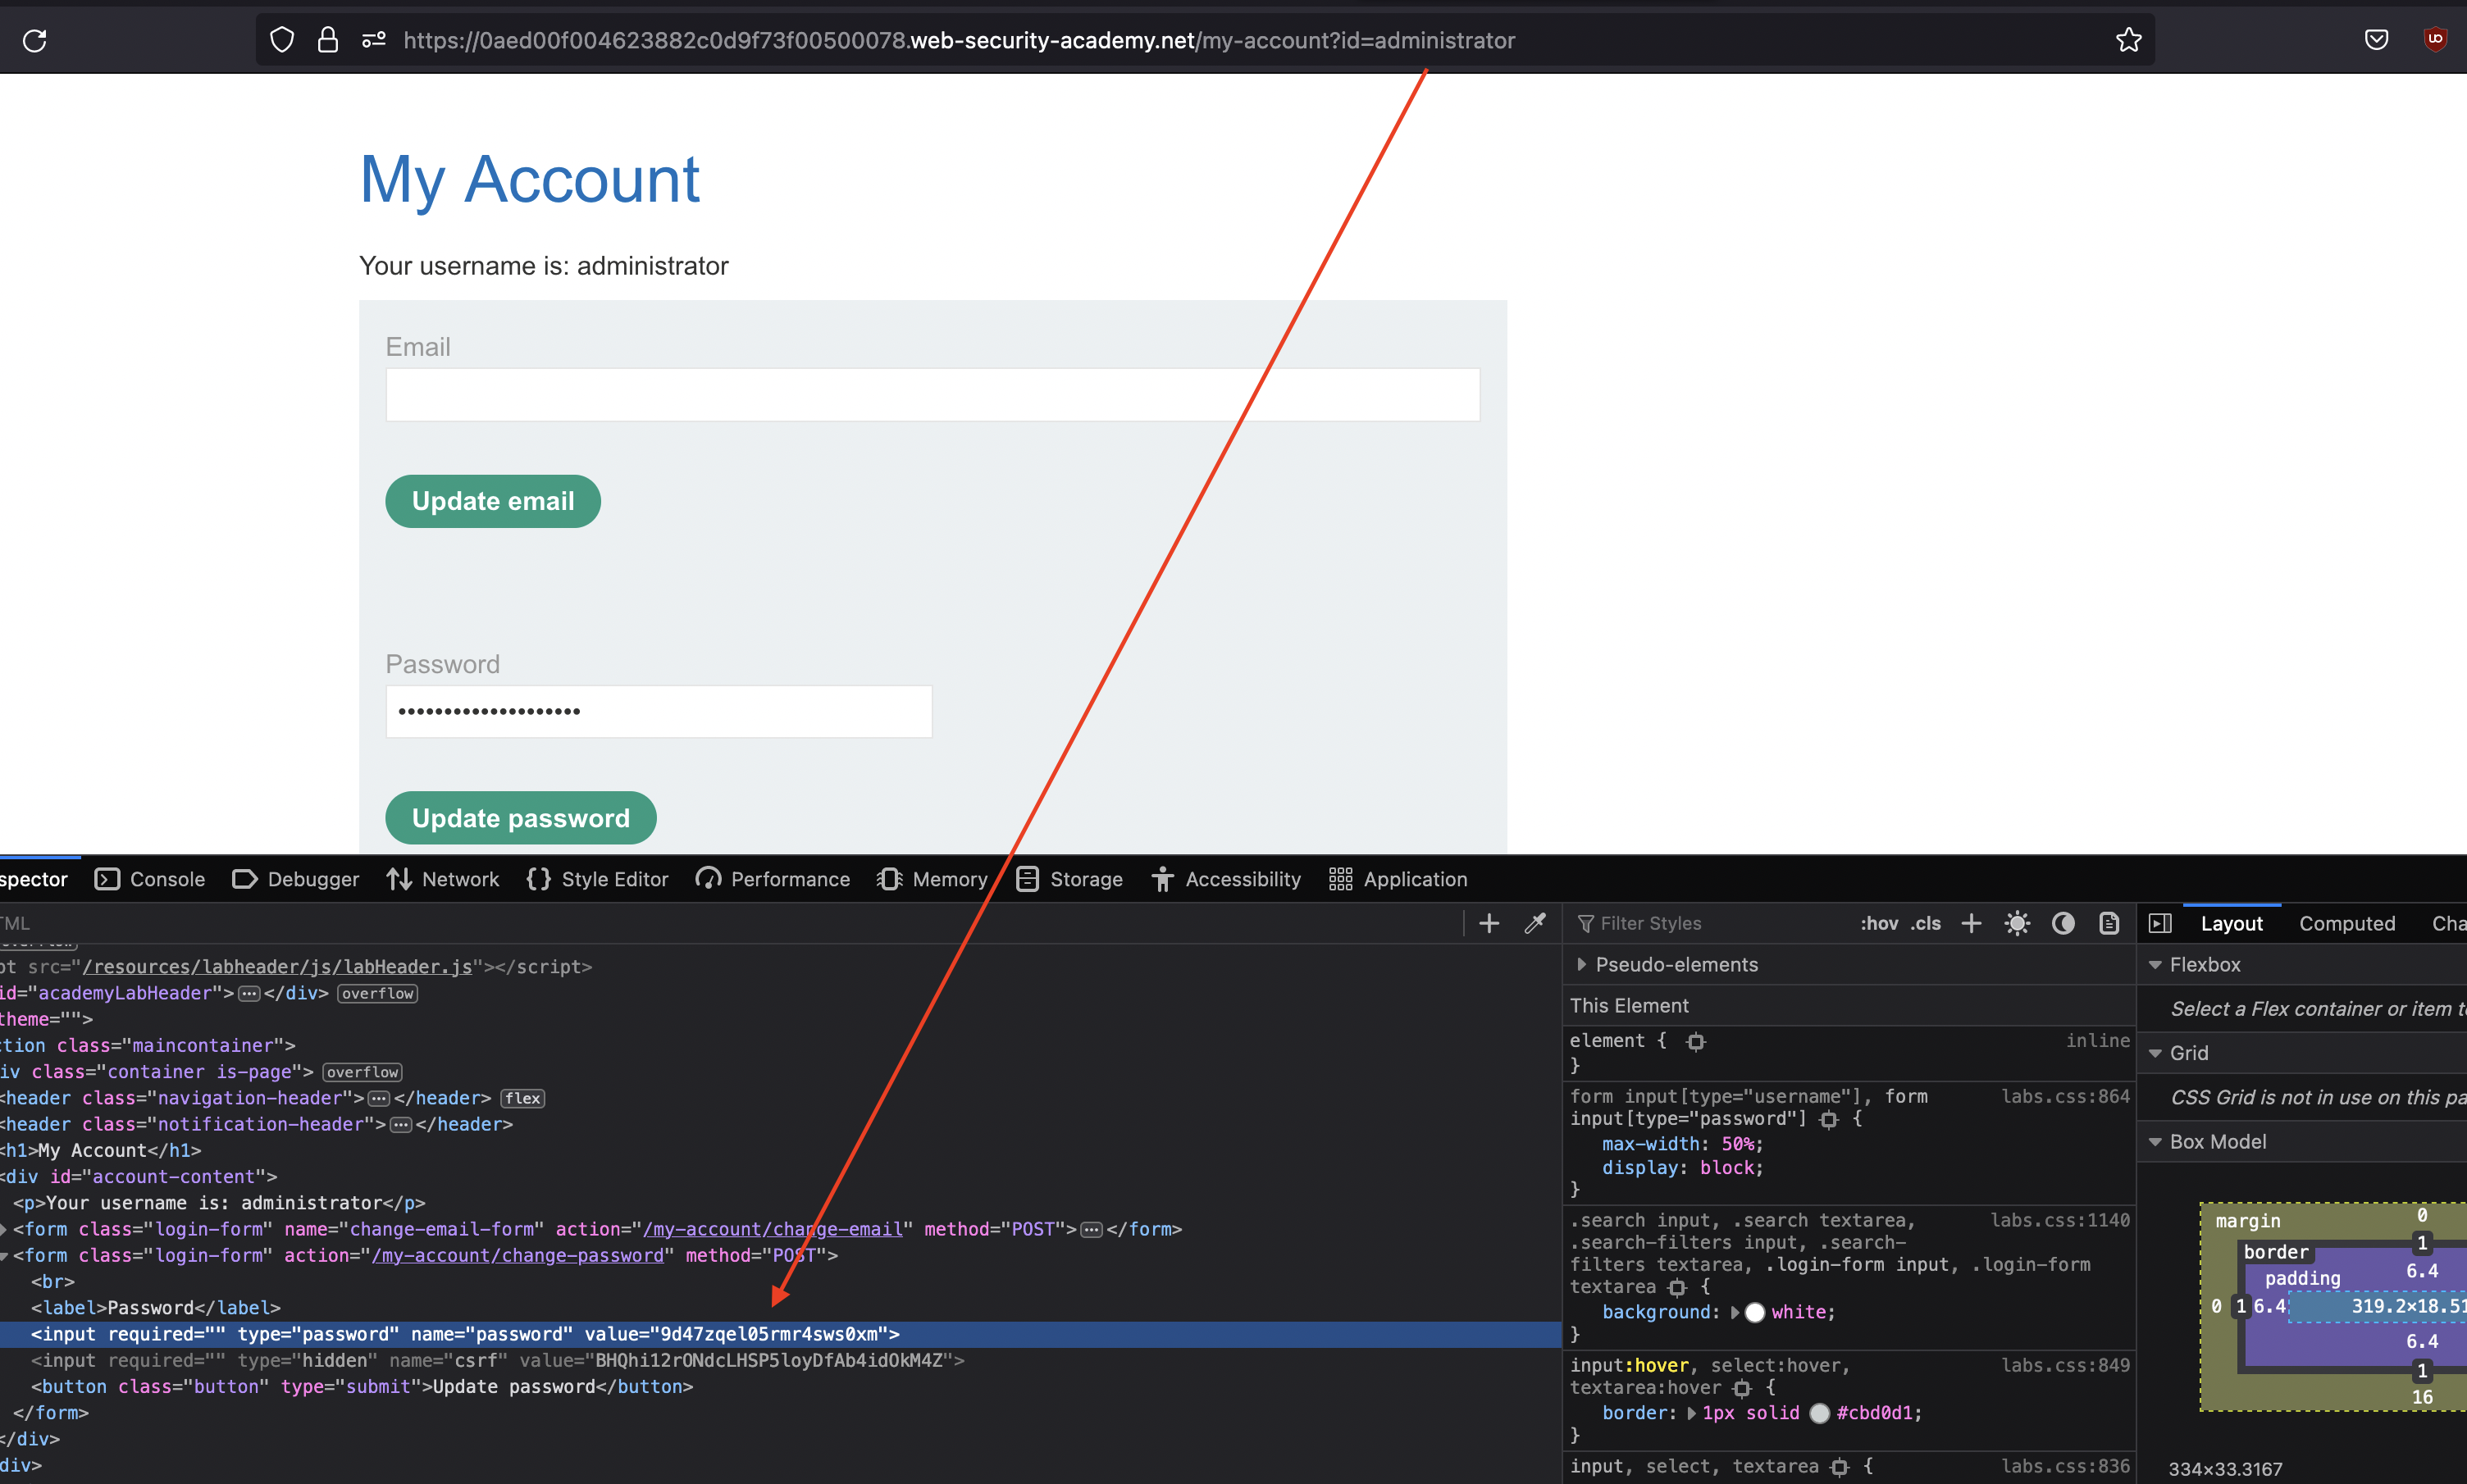 https://0aed00f004623882c0d9f73f00500078.web-security-academy.net/my-account?id=administrator
My Account
Your username is: administrator
Email
Update email
Password
•••••••••••••••••••
Update password
spector
Console
Debugger
Network
Style Editor
Performance
Memory
Storage
Accessibility
Application
TML
overflow
pt src="/resources/labheader/js/labHeader.js"></script>
id="academyLabHeader">···</div> overflow
theme="">
ction class="maincontainer">
iv class="container is-page"> overflow
<header class="navigation-header">···</header> flex
<header class="notification-header">···</header>
<h1>My Account</h1>
<div id="account-content">
<p>Your username is: administrator</p>
<form class="login-form" name="change-email-form" action="/my-account/change-email" method="POST">···</form>
<form class="login-form" action="/my-account/change-password" method="POST">
<br>
<label>Password</label>
<input required="" type="password" name="password" value="9d47zqel05rmr4sws0xm">
<input required="" type="hidden" name="csrf" value="BHQhi12rONdcLHSP5loyDfAb4idOkM4Z">
<button class="button" type="submit">Update password</button>
</form>
</div>
div>
Filter Styles
:hov .cls
Pseudo-elements
This Element
element { inline
}
form input[type="username"], form labs.css:864
input[type="password"] {
max-width: 50%;
display: block;
}
.search input, .search textarea, labs.css:1140
.search-filters input, .search-
filters textarea, .login-form input, .login-form
textarea {
background: white;
}
input:hover, select:hover, labs.css:849
textarea:hover {
border: 1px solid #cbd0d1;
}
input, select, textarea { labs.css:836
Layout
Computed
Cha
Flexbox
Select a Flex container or item t
Grid
CSS Grid is not in use on this pa
Box Model
margin 0
border 1
padding 6.4
0 1 6.4 319.2×18.51
6.4
1
16
334×33.3167